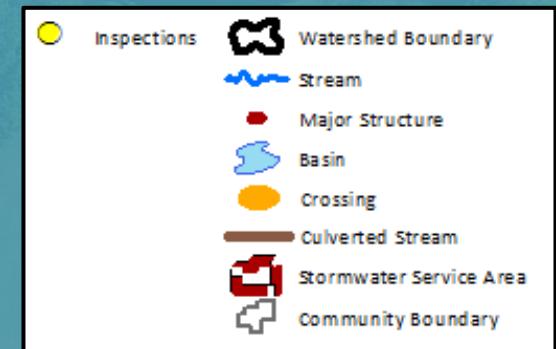 Inspections
Watershed Boundary
Stream
Major Structure
Basin
Crossing
Culverted Stream
Stormwater Service Area
Community Boundary